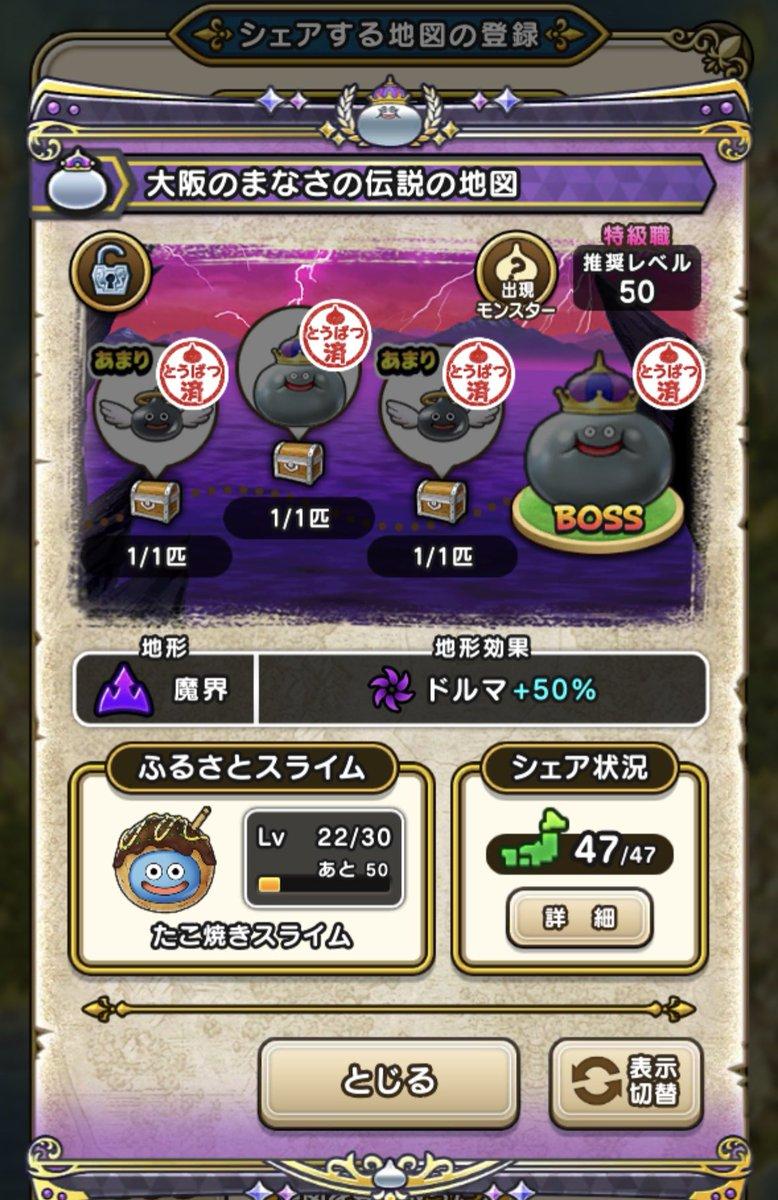 シェアする地図の登録
大阪のまなさの伝説の地図
特級職
推奨レベル
50
?
出現
モンスター
あまり
とうばつ
済
とうばつ
済
あまり
とうばつ
済
とうばつ
済
BOSS
1/1匹
1/1匹
1/1匹
地形
地形効果
魔界
ドルマ+50%
ふるさとスライム
シェア状況
Lv 22/30
あと 50
たこ焼きスライム
47/47
詳細
とじる
表示
切替